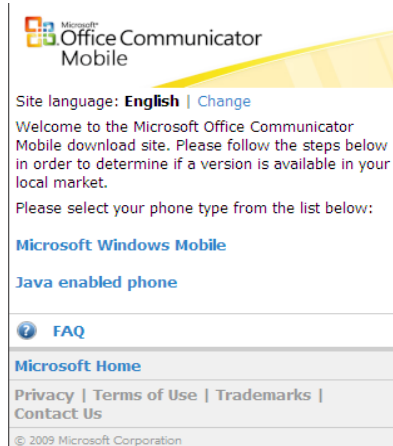 Microsoft®
Office Communicator
Mobile
Site language: English | Change
Welcome to the Microsoft Office Communicator
Mobile download site. Please follow the steps below
in order to determine if a version is available in your
local market.
Please select your phone type from the list below:
Microsoft Windows Mobile
Java enabled phone
? FAQ
Microsoft Home
Privacy | Terms of Use | Trademarks |
Contact Us
© 2009 Microsoft Corporation